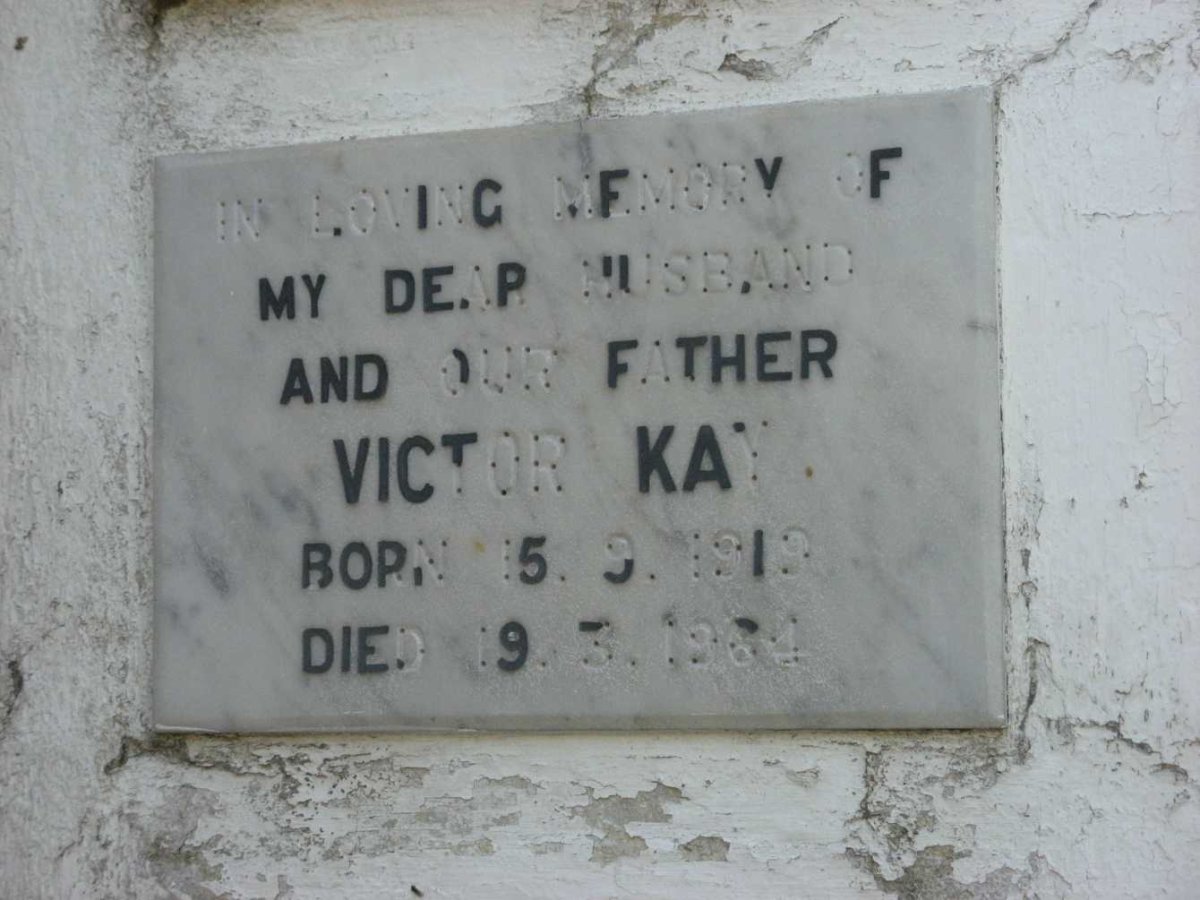 IN LOVING MEMORY OF
MY DEAR HUSBAND
AND OUR FATHER
VICTOR KAY
BORN 15. 9. 1919
DIED 19. 3. 1964